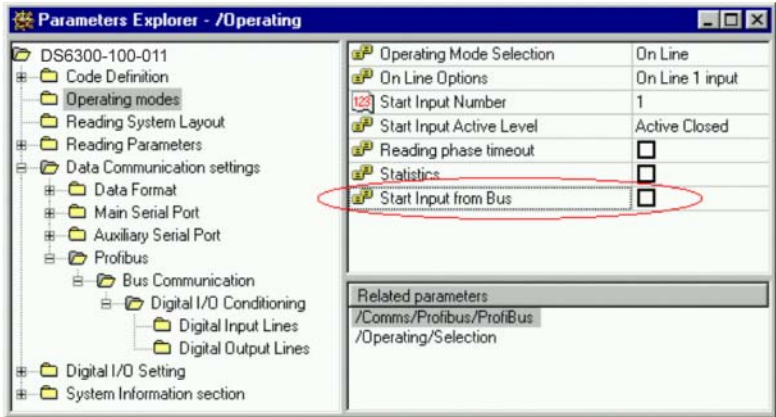 Parameters Explorer - /Operating
DS6300-100-011
Code Definition
Operating modes
Reading System Layout
Reading Parameters
Data Communication settings
Data Format
Main Serial Port
Auxiliary Serial Port
Profibus
Bus Communication
Digital I/O Conditioning
Digital Input Lines
Digital Output Lines
Digital I/O Setting
System Information section
Operating Mode Selection On Line
On Line Options On Line 1 input
123 Start Input Number 1
Start Input Active Level Active Closed
Reading phase timeout
Statistics
Start Input from Bus
Related parameters
/Comms/Profibus/ProfiBus
/Operating/Selection